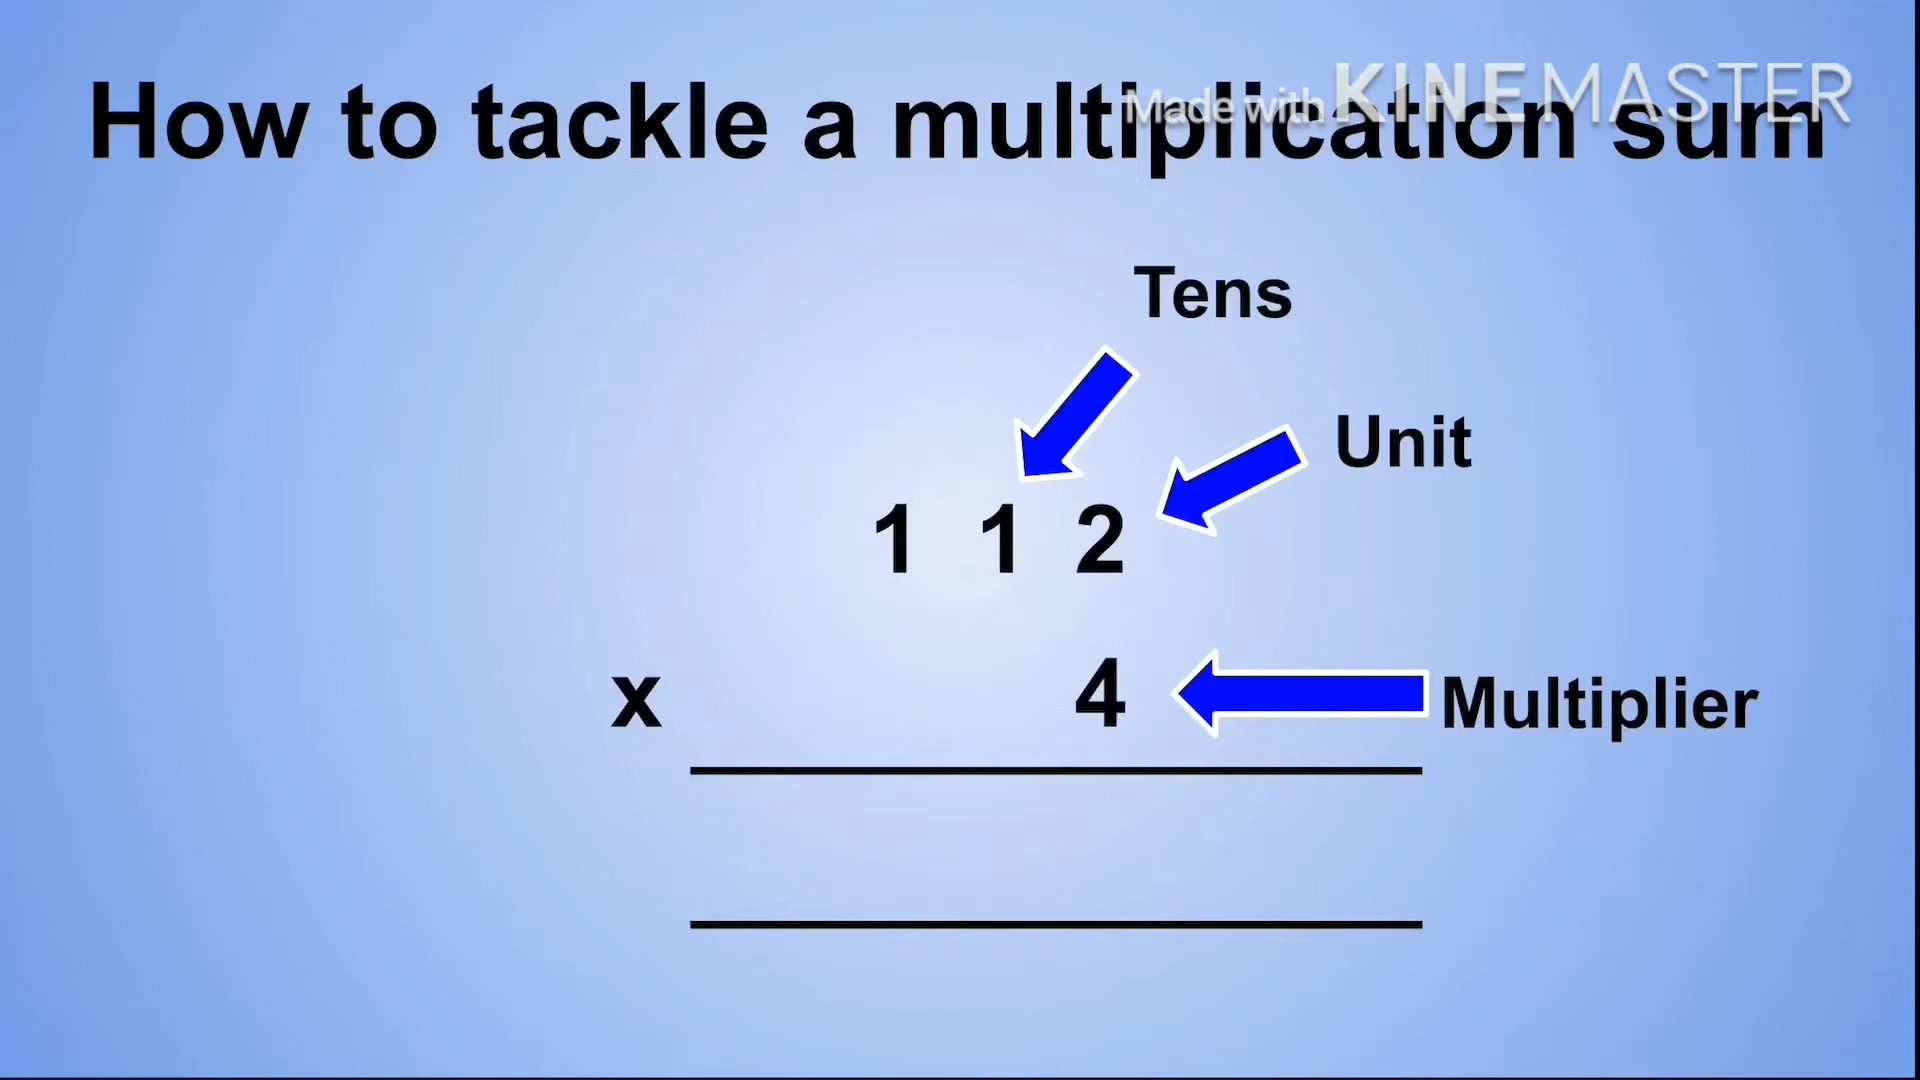 How to tackle a multiplication sum
Made with KINEMASTER
Tens
Unit
1 1 2
x 4
Multiplier